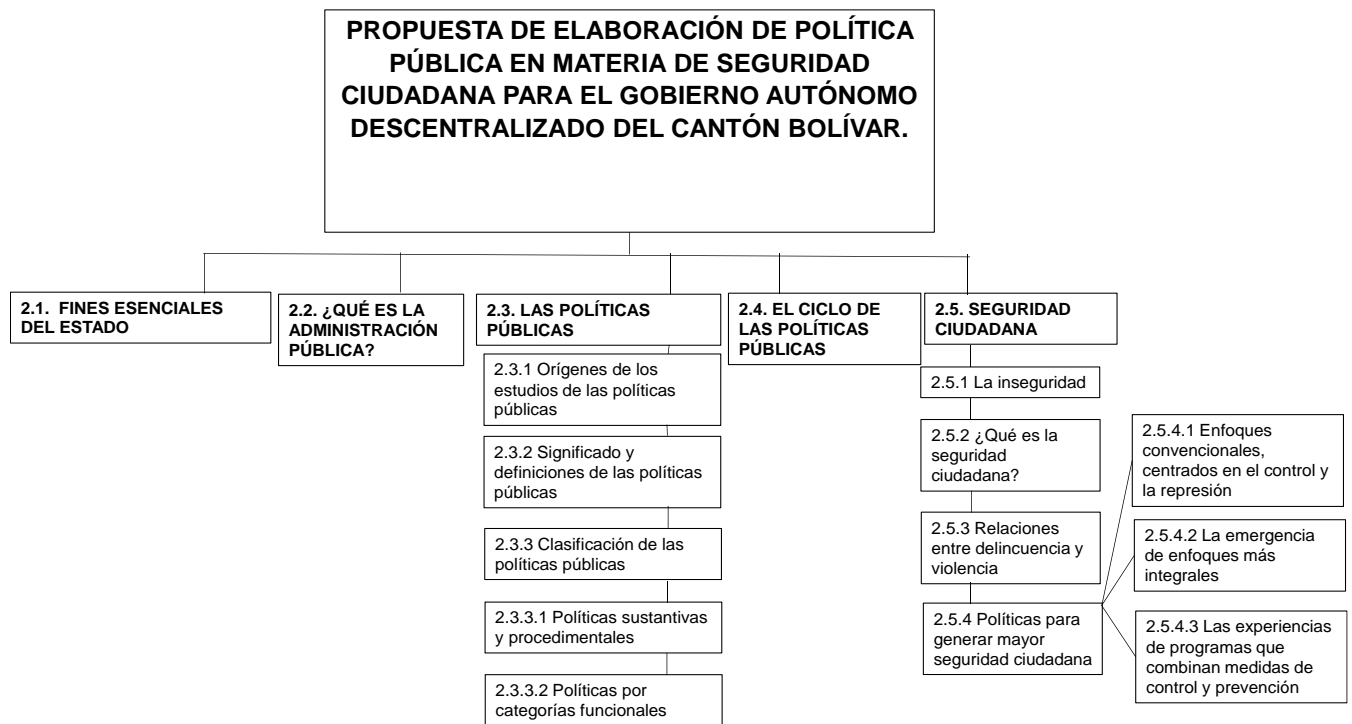 PROPUESTA DE ELABORACIÓN DE POLÍTICA
PÚBLICA EN MATERIA DE SEGURIDAD
CIUDADANA PARA EL GOBIERNO AUTÓNOMO
DESCENTRALIZADO DEL CANTÓN BOLÍVAR.
2.1. FINES ESENCIALES
DEL ESTADO
2.2. ¿QUÉ ES LA
ADMINISTRACIÓN
PÚBLICA?
2.3. LAS POLÍTICAS
PÚBLICAS
2.3.1 Orígenes de los
estudios de las políticas
públicas
2.3.2 Significado y
definiciones de las políticas
públicas
2.3.3 Clasificación de las
políticas públicas
2.3.3.1 Políticas sustantivas
y procedimentales
2.3.3.2 Políticas por
categorías funcionales
2.4. EL CICLO DE
LAS POLÍTICAS
PÚBLICAS
2.5. SEGURIDAD
CIUDADANA
2.5.1 La inseguridad
2.5.2 ¿Qué es la
seguridad
ciudadana?
2.5.3 Relaciones
entre delincuencia y
violencia
2.5.4 Políticas para
generar mayor
seguridad ciudadana
2.5.4.1 Enfoques
convencionales,
centrados en el control y
la represión
2.5.4.2 La emergencia
de enfoques más
integrales
2.5.4.3 Las experiencias
de programas que
combinan medidas de
control y prevención